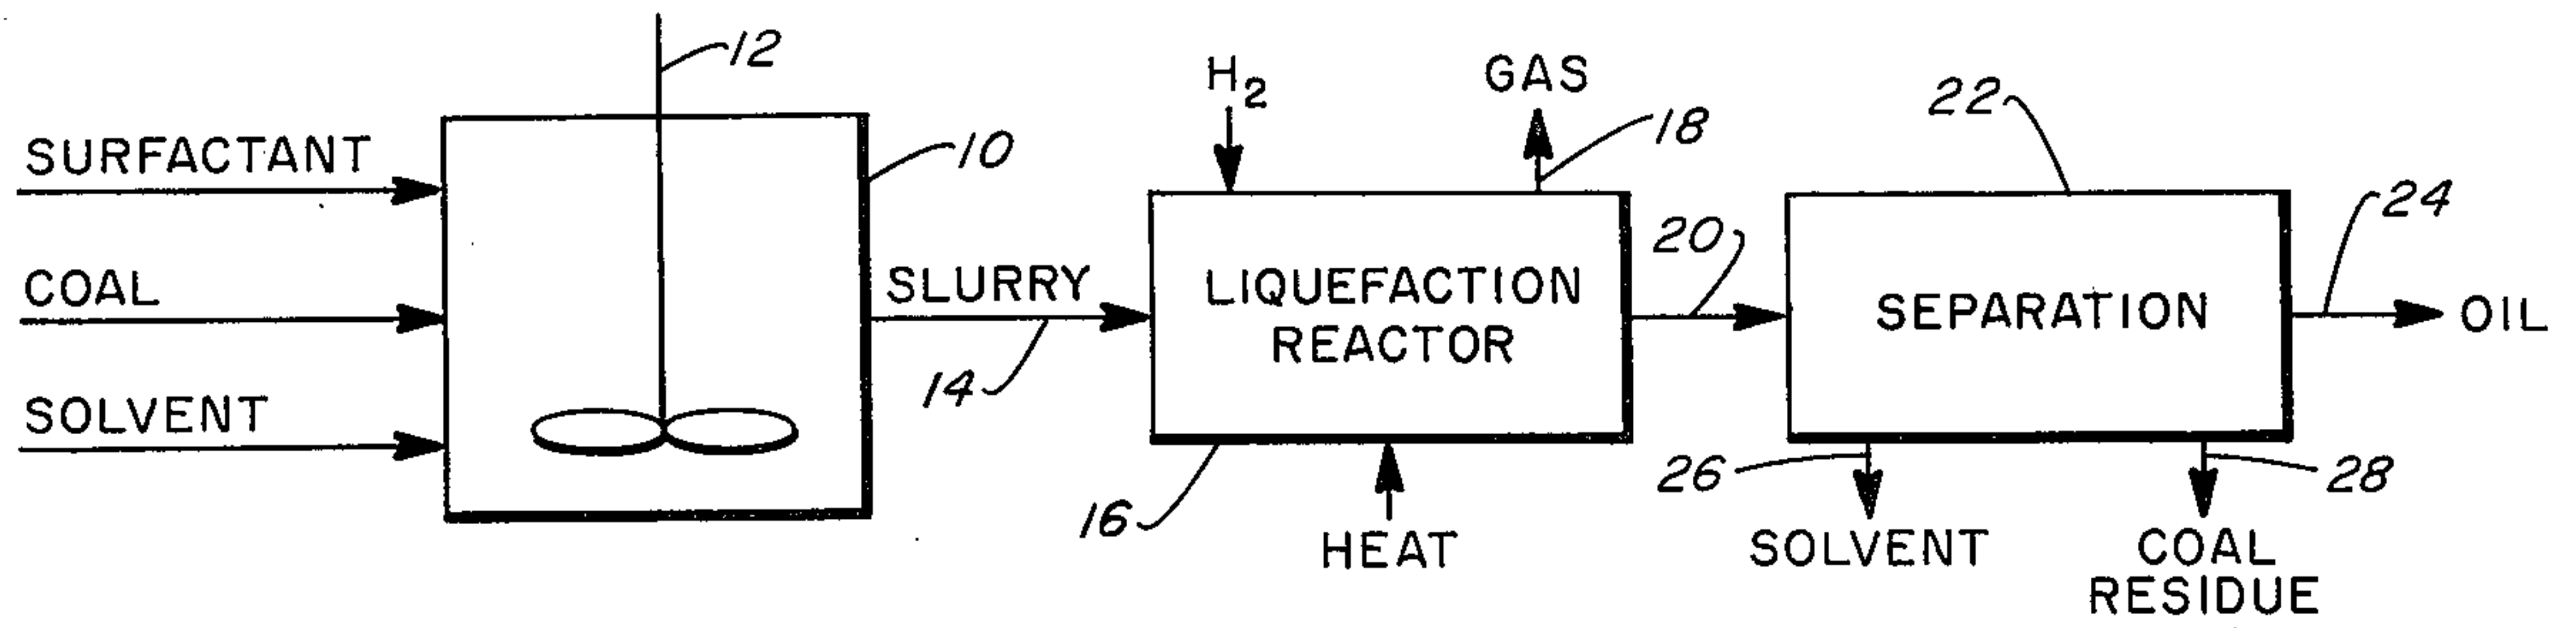 12
H2
GAS
SURFACTANT
10
18
22
24
COAL
SLURRY
20
LIQUEFACTION
REACTOR
SEPARATION
OIL
SOLVENT
14
16
HEAT
26
SOLVENT
28
COAL
RESIDUE